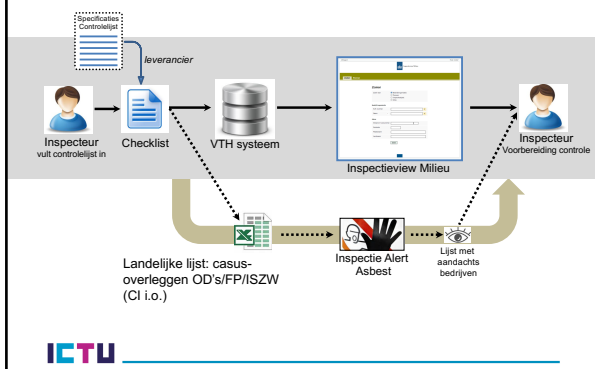 Specificaties
Controlelijst
leverancier
Inspecteur
vult controlelijst in
Checklist
VTH systeem
Zoeken
Inspectieview Milieu
Inspecteur
Voorbereiding controle
Landelijke lijst: casus-
overleggen OD's/FP/ISZW
(CI i.o.)
Inspectie Alert
Asbest
Lijst met
aandachts
bedrijven
ICTU